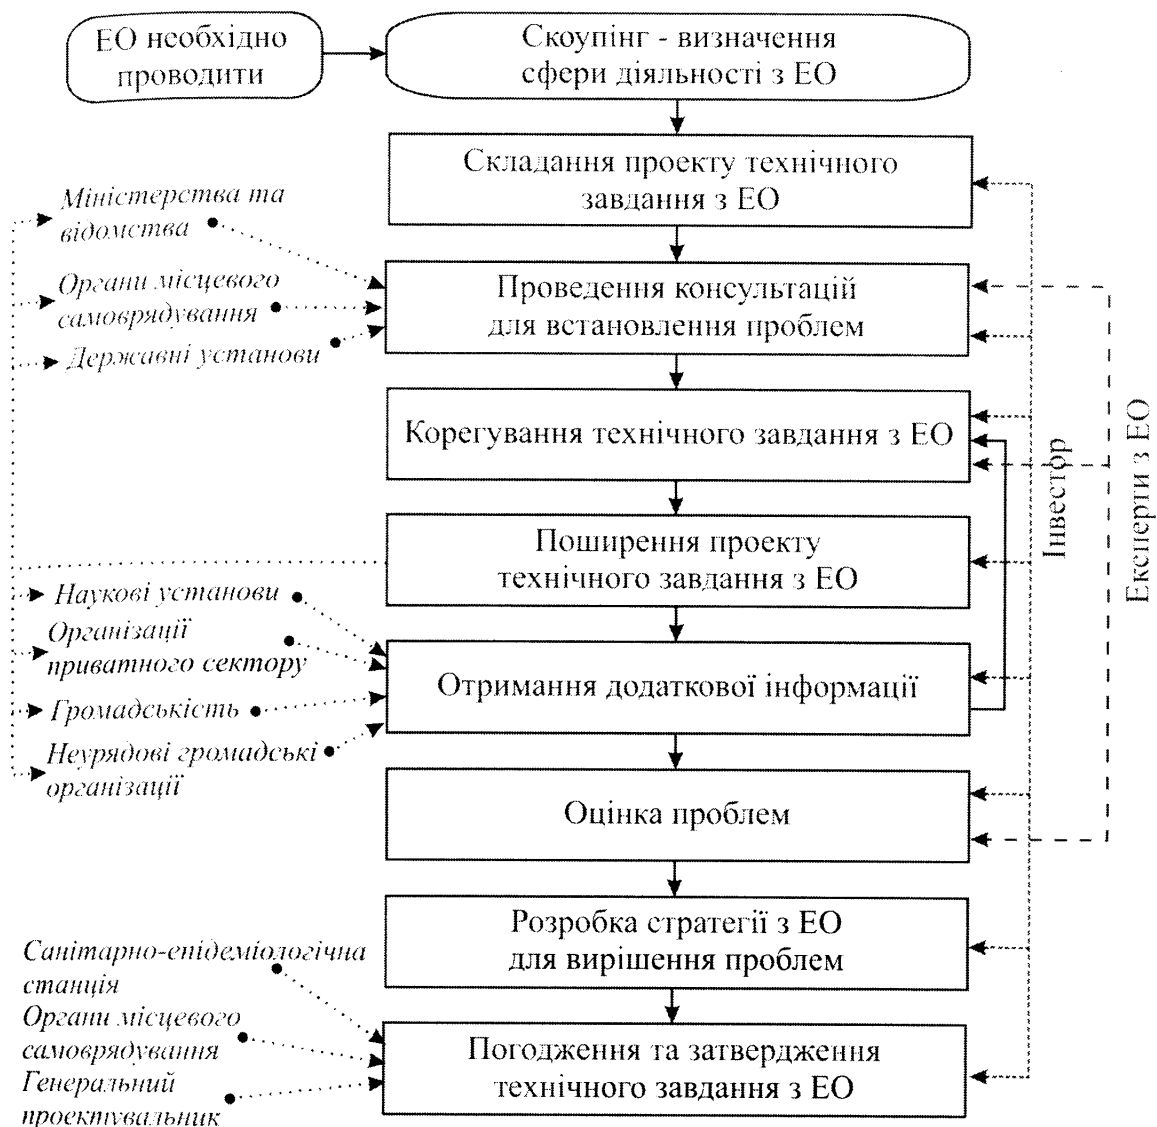 ЕО необхідно
проводити
Скоупінг - визначення
сфери діяльності з ЕО
Складання проекту технічного
завдання з ЕО
Міністерства та
відомства
Органи місцевого
самоврядування
Державні установи
Проведення консультацій
для встановлення проблем
Корегування технічного завдання з ЕО
Інвестор
Експерти з ЕО
Поширення проекту
технічного завдання з ЕО
Наукові установи
Організації
приватного сектору
Громадськість
Неурядові громадські
організації
Отримання додаткової інформації
Оцінка проблем
Розробка стратегії з ЕО
для вирішення проблем
Санітарно-епідеміологічна
станція
Органи місцевого
самоврядування
Генеральний
проектувальник
Погодження та затвердження
технічного завдання з ЕО